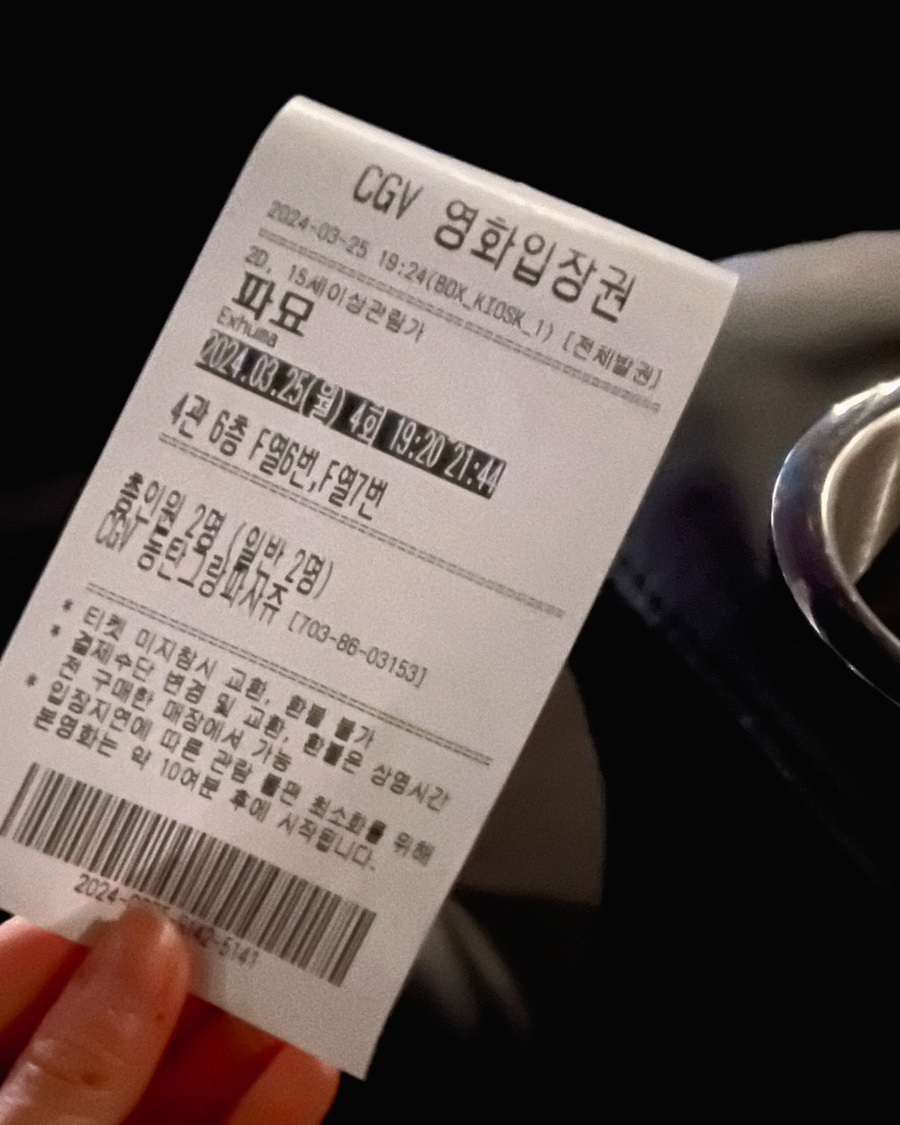 CGV 영화입장권
2024-03-25 19:24(BOX_KIOSK_1) [전체발권]
2D, 15세이상관람가
파묘
Exhuma
2024.03.25(월) 4회 19:20 21:44
4관 6층 F열6번,F열7번
총인원 2명 (일반 2명)
CGV 동탄그랑파사쥬 [703-86-03153]
* 티켓 미지참시 교환, 환불 불가
* 결제수단 변경 및 교환, 환불은 상영시간
전 구매한 매장에서 가능
* 입장지연에 따른 관람 불편 최소화를 위해
본영화는 약 10여분 후에 시작됩니다.